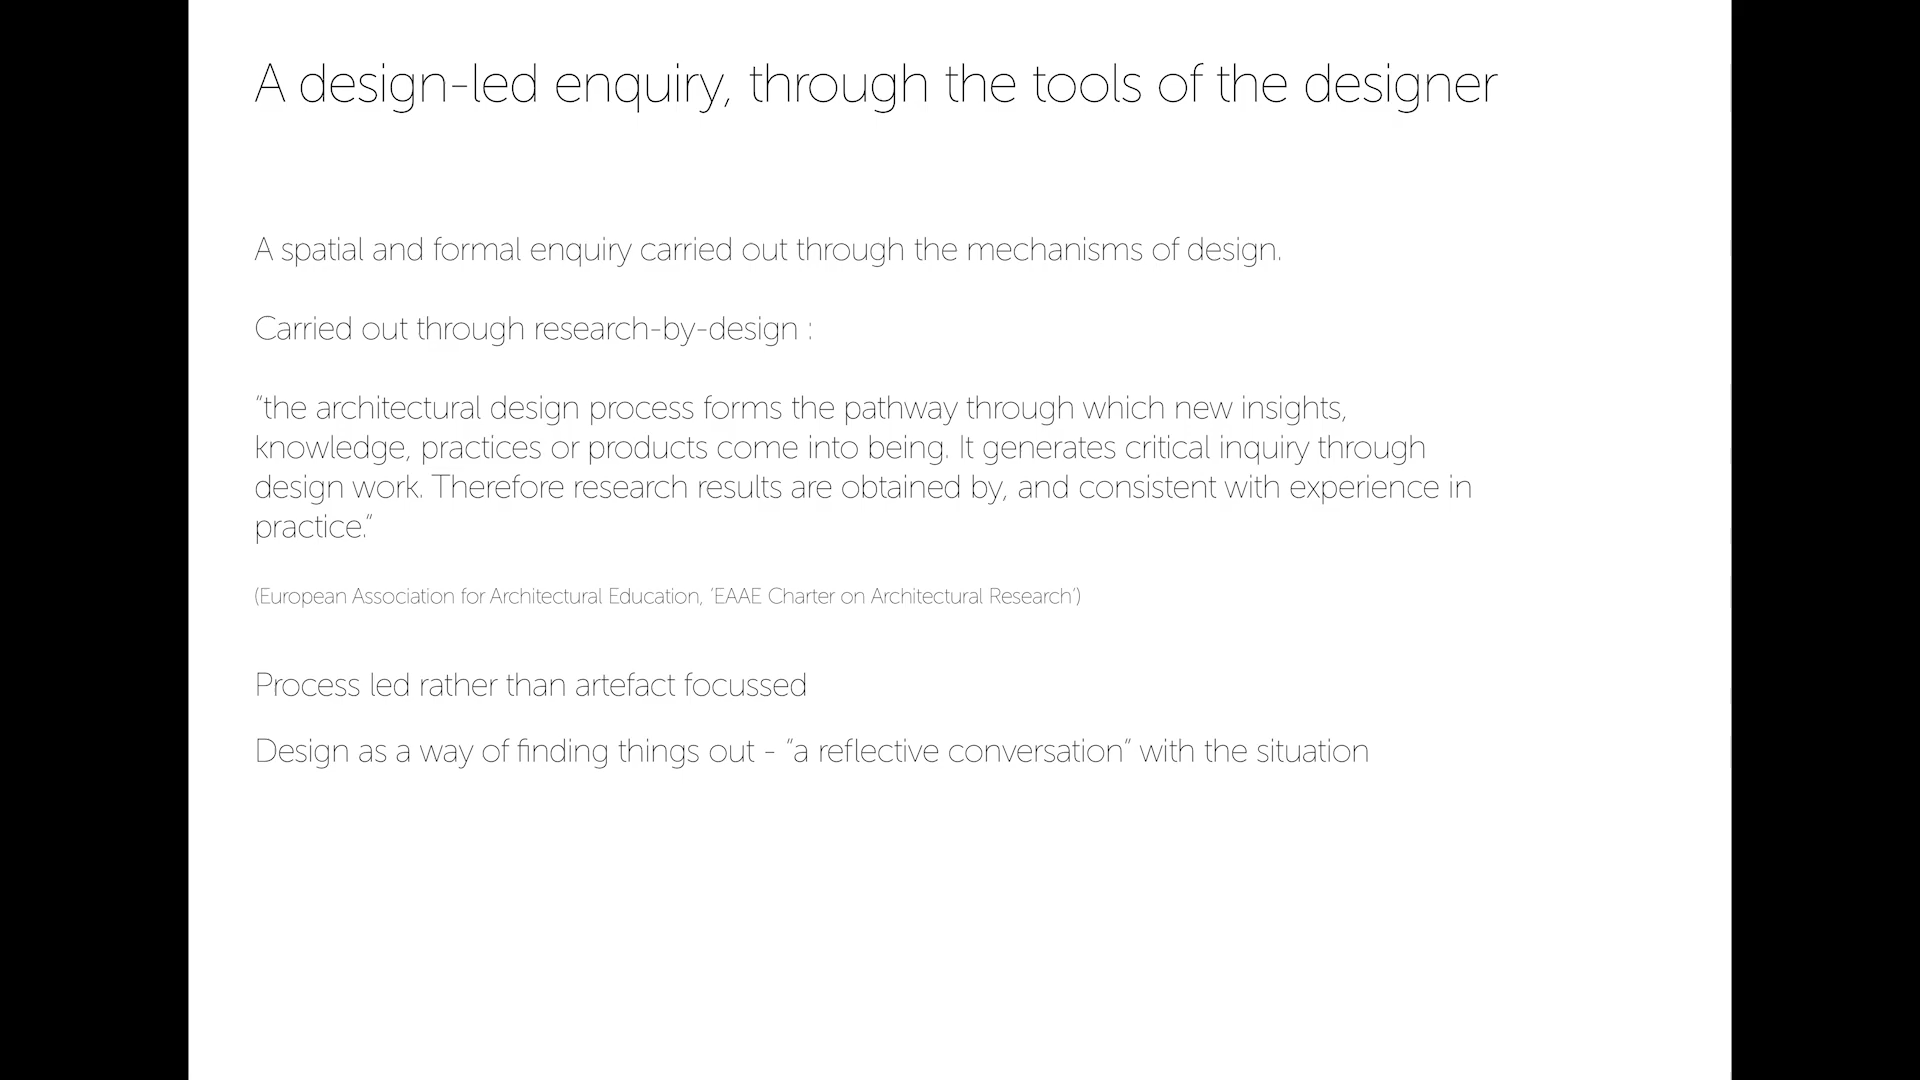 A design-led enquiry, through the tools of the designer
A spatial and formal enquiry carried out through the mechanisms of design.
Carried out through research-by-design :
“the architectural design process forms the pathway through which new insights,
knowledge, practices or products come into being. It generates critical inquiry through
design work. Therefore research results are obtained by, and consistent with experience in
practice.”
(European Association for Architectural Education, ‘EAAE Charter on Architectural Research’)
Process led rather than artefact focussed
Design as a way of finding things out - “a reflective conversation” with the situation